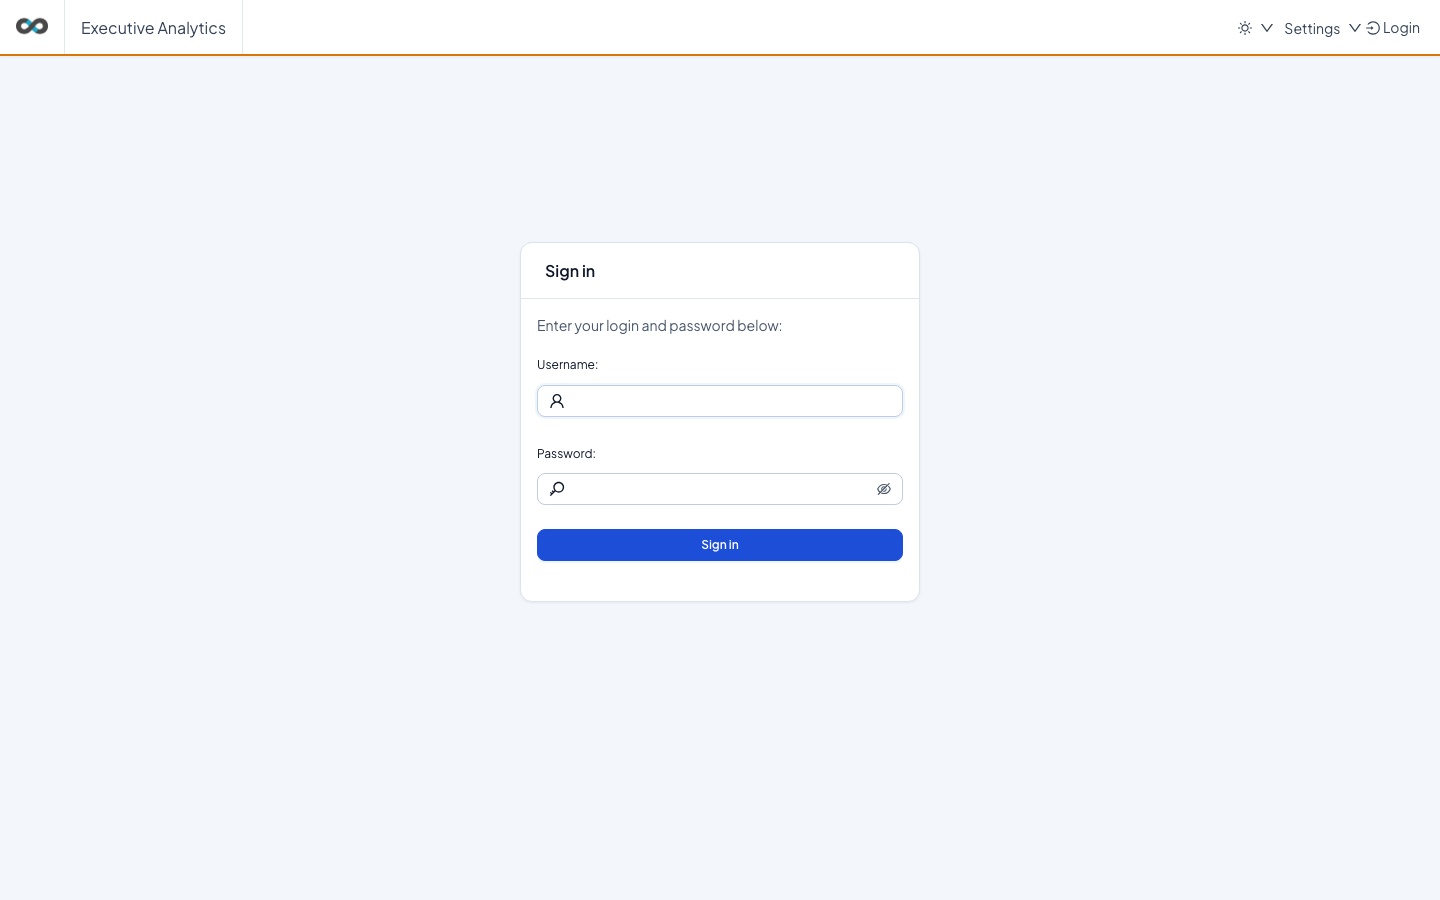 Executive Analytics
Settings
Login
Sign in
Enter your login and password below:
Username:
Password:
Sign in